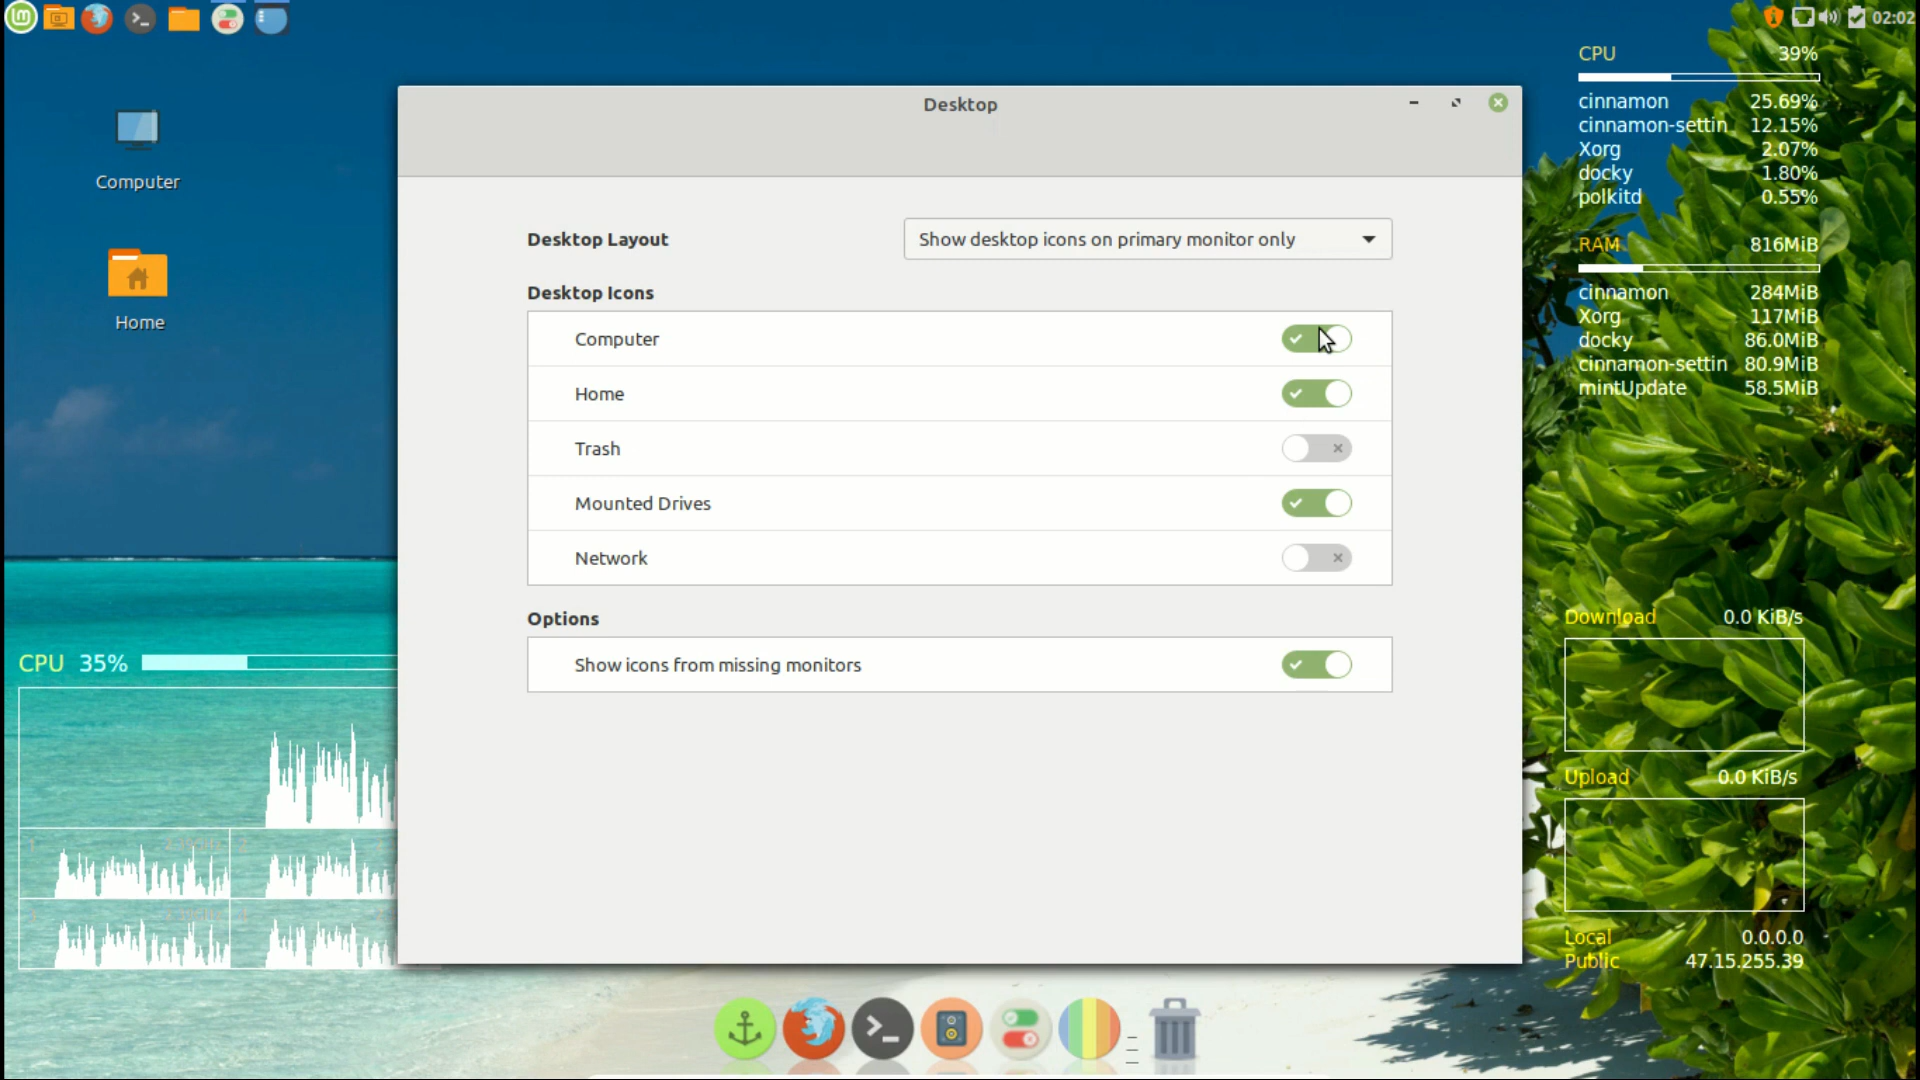 02:02
Computer
Home
Desktop
Desktop Layout
Show desktop icons on primary monitor only
Desktop Icons
Computer
Home
Trash
Mounted Drives
Network
Options
Show icons from missing monitors
CPU 39%
cinnamon 25.69%
cinnamon-settin 12.15%
Xorg 2.07%
docky 1.80%
polkitd 0.55%
RAM 816MiB
cinnamon 284MiB
Xorg 117MiB
docky 86.0MiB
cinnamon-settin 80.9MiB
mintUpdate 58.5MiB
CPU 35%
Download 0.0 KiB/s
Upload 0.0 KiB/s
Local 0.0.0.0
Public 47.15.255.39